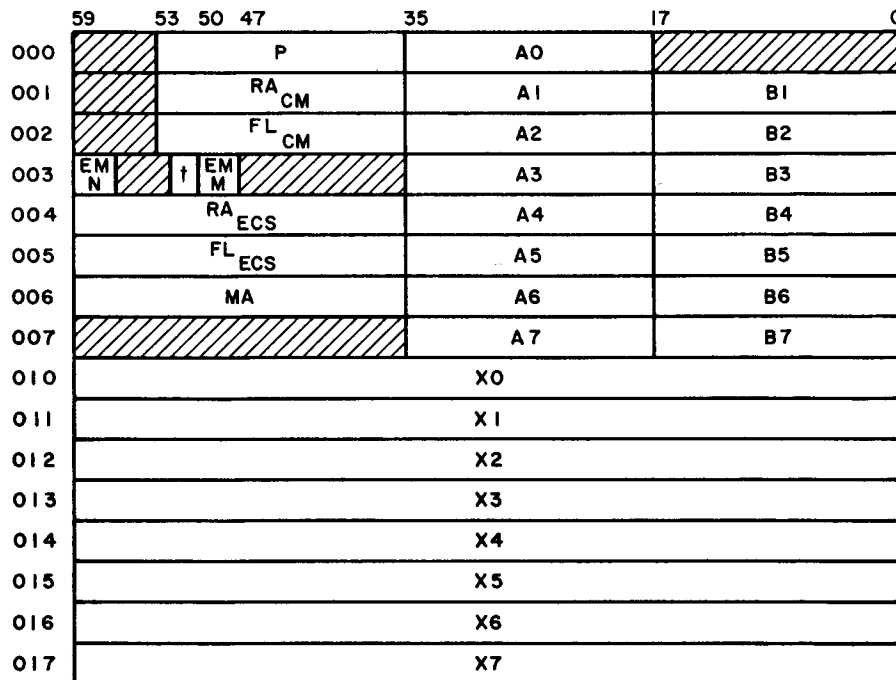 59 53 50 47 35 17 0
000 P A0
001 RA CM A1 B1
002 FL CM A2 B2
003 EM N † EM M A3 B3
004 RA ECS A4 B4
005 FL ECS A5 B5
006 MA A6 B6
007 A7 B7
010 X0
011 X1
012 X2
013 X3
014 X4
015 X5
016 X6
017 X7